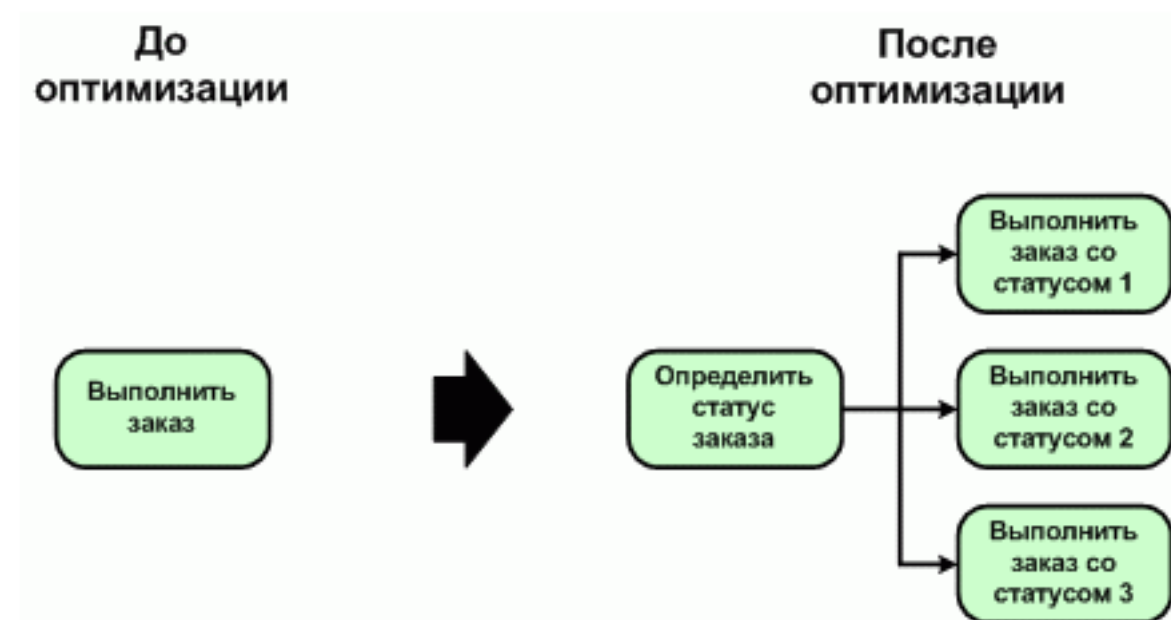 До
оптимизации
После
оптимизации
Выполнить
заказ
Определить
статус
заказа
Выполнить
заказ со
статусом 1
Выполнить
заказ со
статусом 2
Выполнить
заказ со
статусом 3